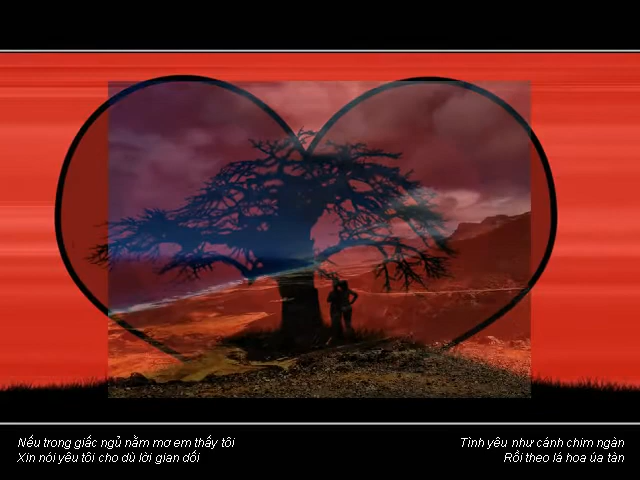 Nếu trong giấc ngủ nằm mơ em thấy tôi
Xin nói yêu tôi cho dù lời gian dối
Tình yêu như cánh chim ngàn
Rồi theo lá hoa úa tàn